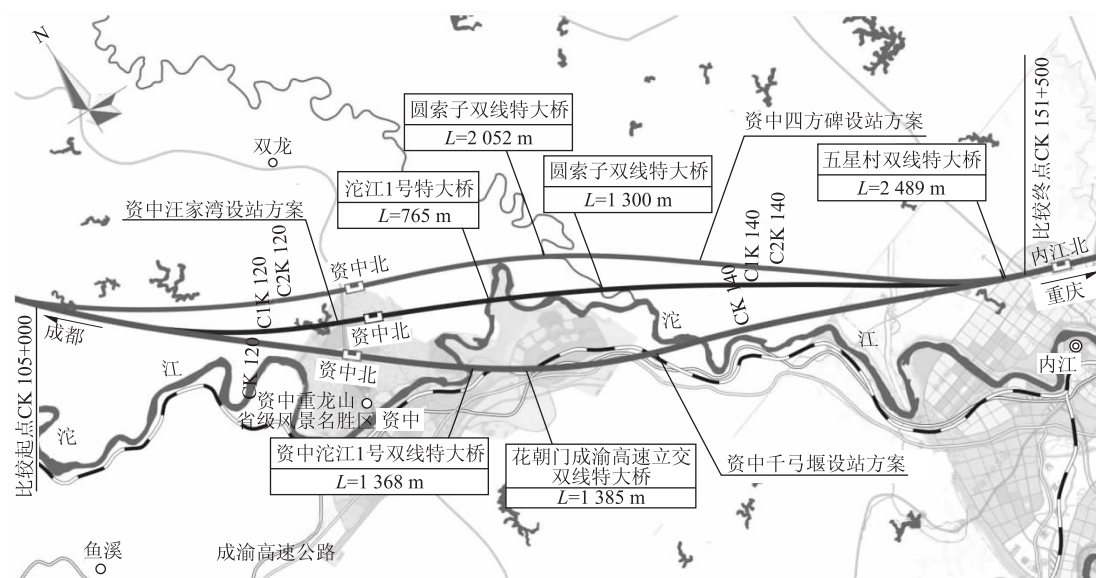 N
圆索子双线特大桥
L=2 052 m
资中四方碑设站方案
双龙
沱江1号特大桥
L=765 m
圆索子双线特大桥
L=1 300 m
五星村双线特大桥
L=2 489 m
比较终点CK 151+500
资中汪家湾设站方案
C1K 120
C2K 120
C1K 140
C2K 140
CK 140
资中北
资中北
资中北
内江北
重庆
成都
比较起点CK 105+000
CK 120
江
沱
沱
江
内江
资中重龙山
省级风景名胜区
资中
资中沱江1号双线特大桥
L=1 368 m
花朝门成渝高速立交
双线特大桥
L=1 385 m
资中千弓堰设站方案
鱼溪
成渝高速公路